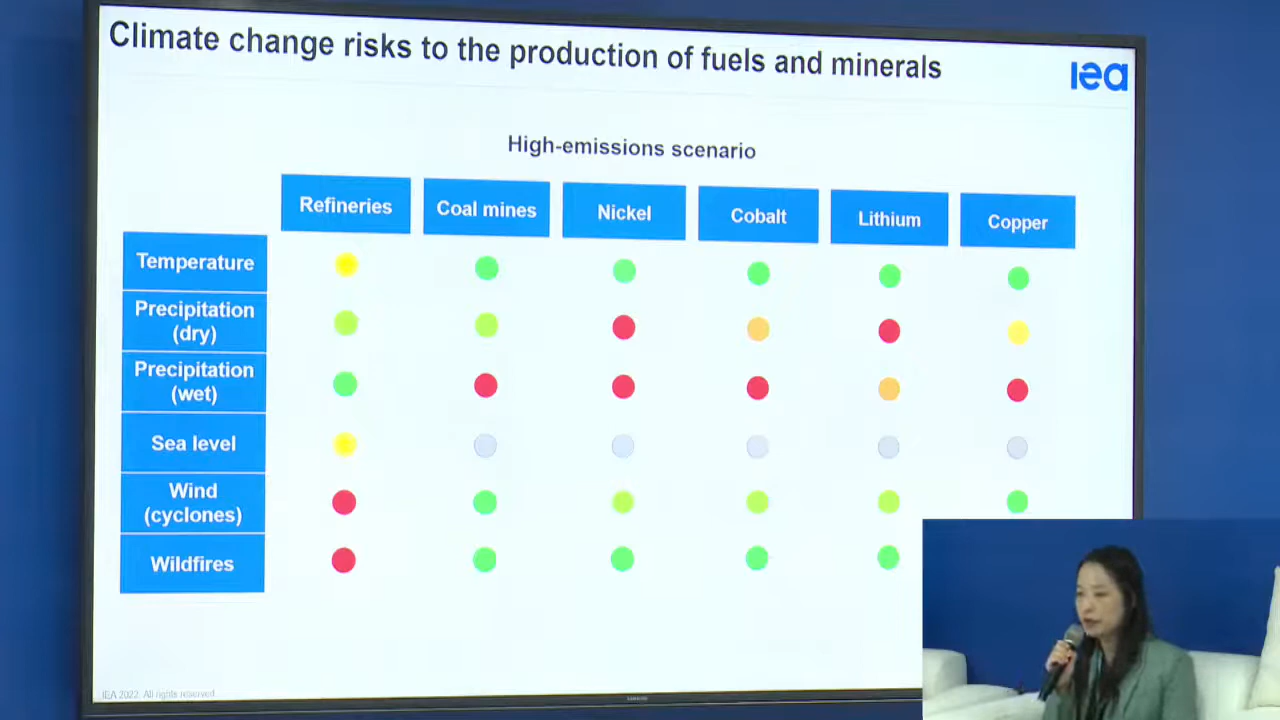 Climate change risks to the production of fuels and minerals
iea
High-emissions scenario
Refineries
Coal mines
Nickel
Cobalt
Lithium
Copper
Temperature
Precipitation
(dry)
Precipitation
(wet)
Sea level
Wind
(cyclones)
Wildfires
IEA 2022. All rights reserved
SAMSUNG